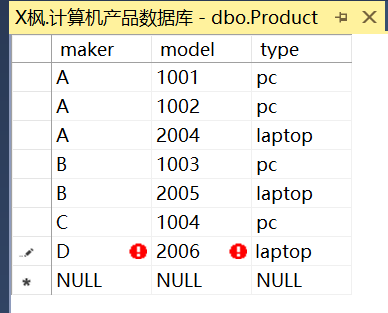 X枫.计算机产品数据库 - dbo.Product
maker model type
A 1001 pc
A 1002 pc
A 2004 laptop
B 1003 pc
B 2005 laptop
C 1004 pc
D 2006 laptop
NULL NULL NULL